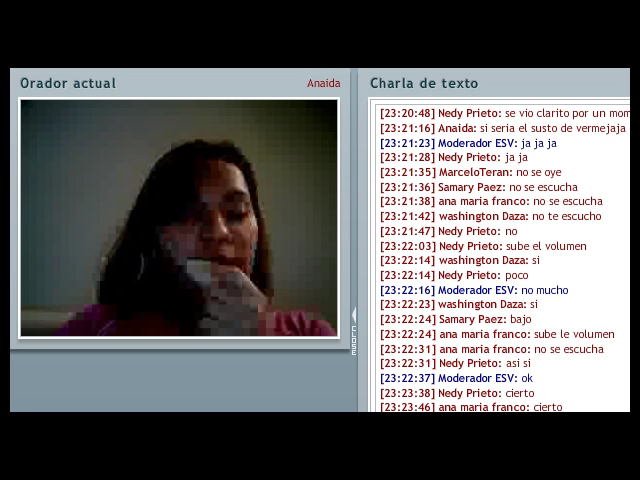 Orador actual
Anaida
Charla de texto
[23:20:48] Nedy Prieto: se vio clarito por un mom
[23:21:16] Anaida: si seria el susto de vermejaja
[23:21:23] Moderador ESV: ja ja ja
[23:21:28] Nedy Prieto: ja ja
[23:21:35] MarceloTeran: no se oye
[23:21:36] Samary Paez: no se escucha
[23:21:38] ana maria franco: no se escucha
[23:21:42] washington Daza: no te escucho
[23:21:47] Nedy Prieto: no
[23:22:03] Nedy Prieto: sube el volumen
[23:22:14] washington Daza: si
[23:22:14] Nedy Prieto: poco
[23:22:16] Moderador ESV: no mucho
[23:22:23] washington Daza: si
[23:22:24] Samary Paez: bajo
[23:22:24] ana maria franco: sube le volumen
[23:22:31] ana maria franco: no se escucha
[23:22:31] Nedy Prieto: asi si
[23:22:37] Moderador ESV: ok
[23:23:38] Nedy Prieto: cierto
[23:23:46] ana maria franco: cierto
CLOSE